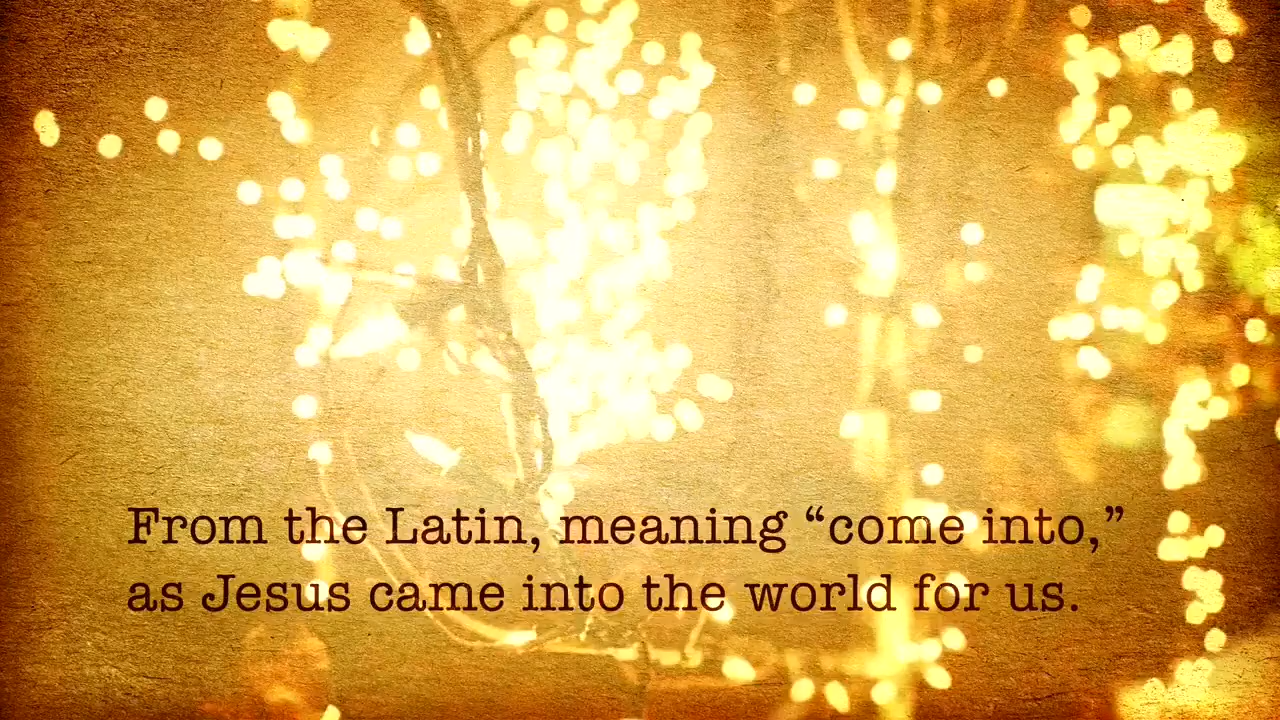 From the Latin, meaning “come into,”
as Jesus came into the world for us.